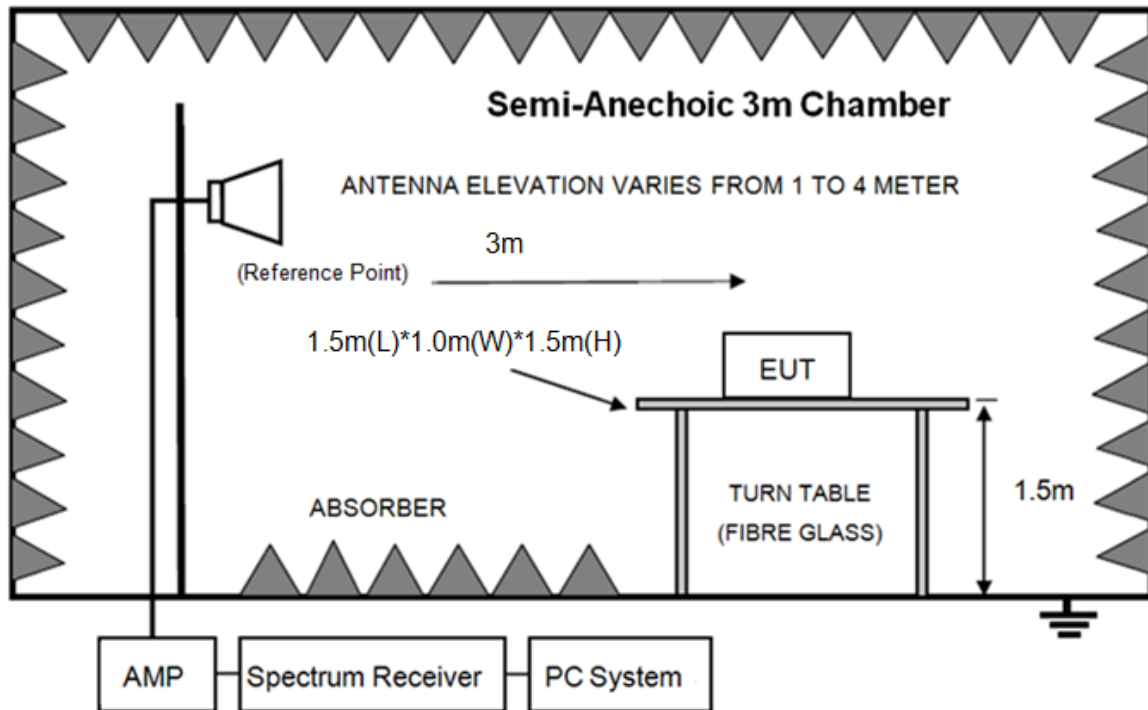 Semi-Anechoic 3m Chamber
ANTENNA ELEVATION VARIES FROM 1 TO 4 METER
3m
(Reference Point)
1.5m(L)*1.0m(W)*1.5m(H)
EUT
1.5m
TURN TABLE
(FIBRE GLASS)
ABSORBER
AMP
Spectrum Receiver
PC System